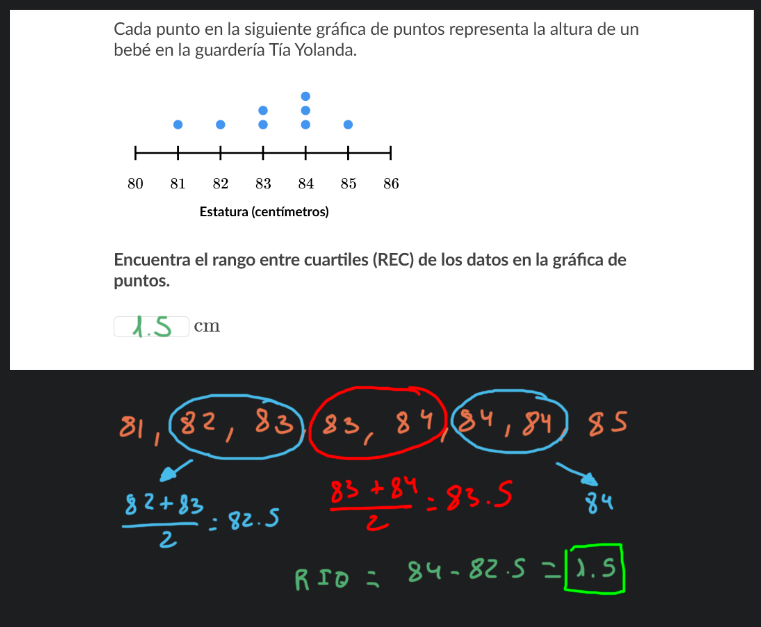 Cada punto en la siguiente gráfica de puntos representa la altura de un
bebé en la guardería Tía Yolanda.
80 81 82 83 84 85 86
Estatura (centímetros)
Encuentra el rango entre cuartiles (REC) de los datos en la gráfica de
puntos.
1.5 cm
81, 82, 83, 83, 84, 84, 84, 85
82+83
2
= 82.5
83+84
2
= 83.5
84
RIQ = 84 - 82.5 = 1.5